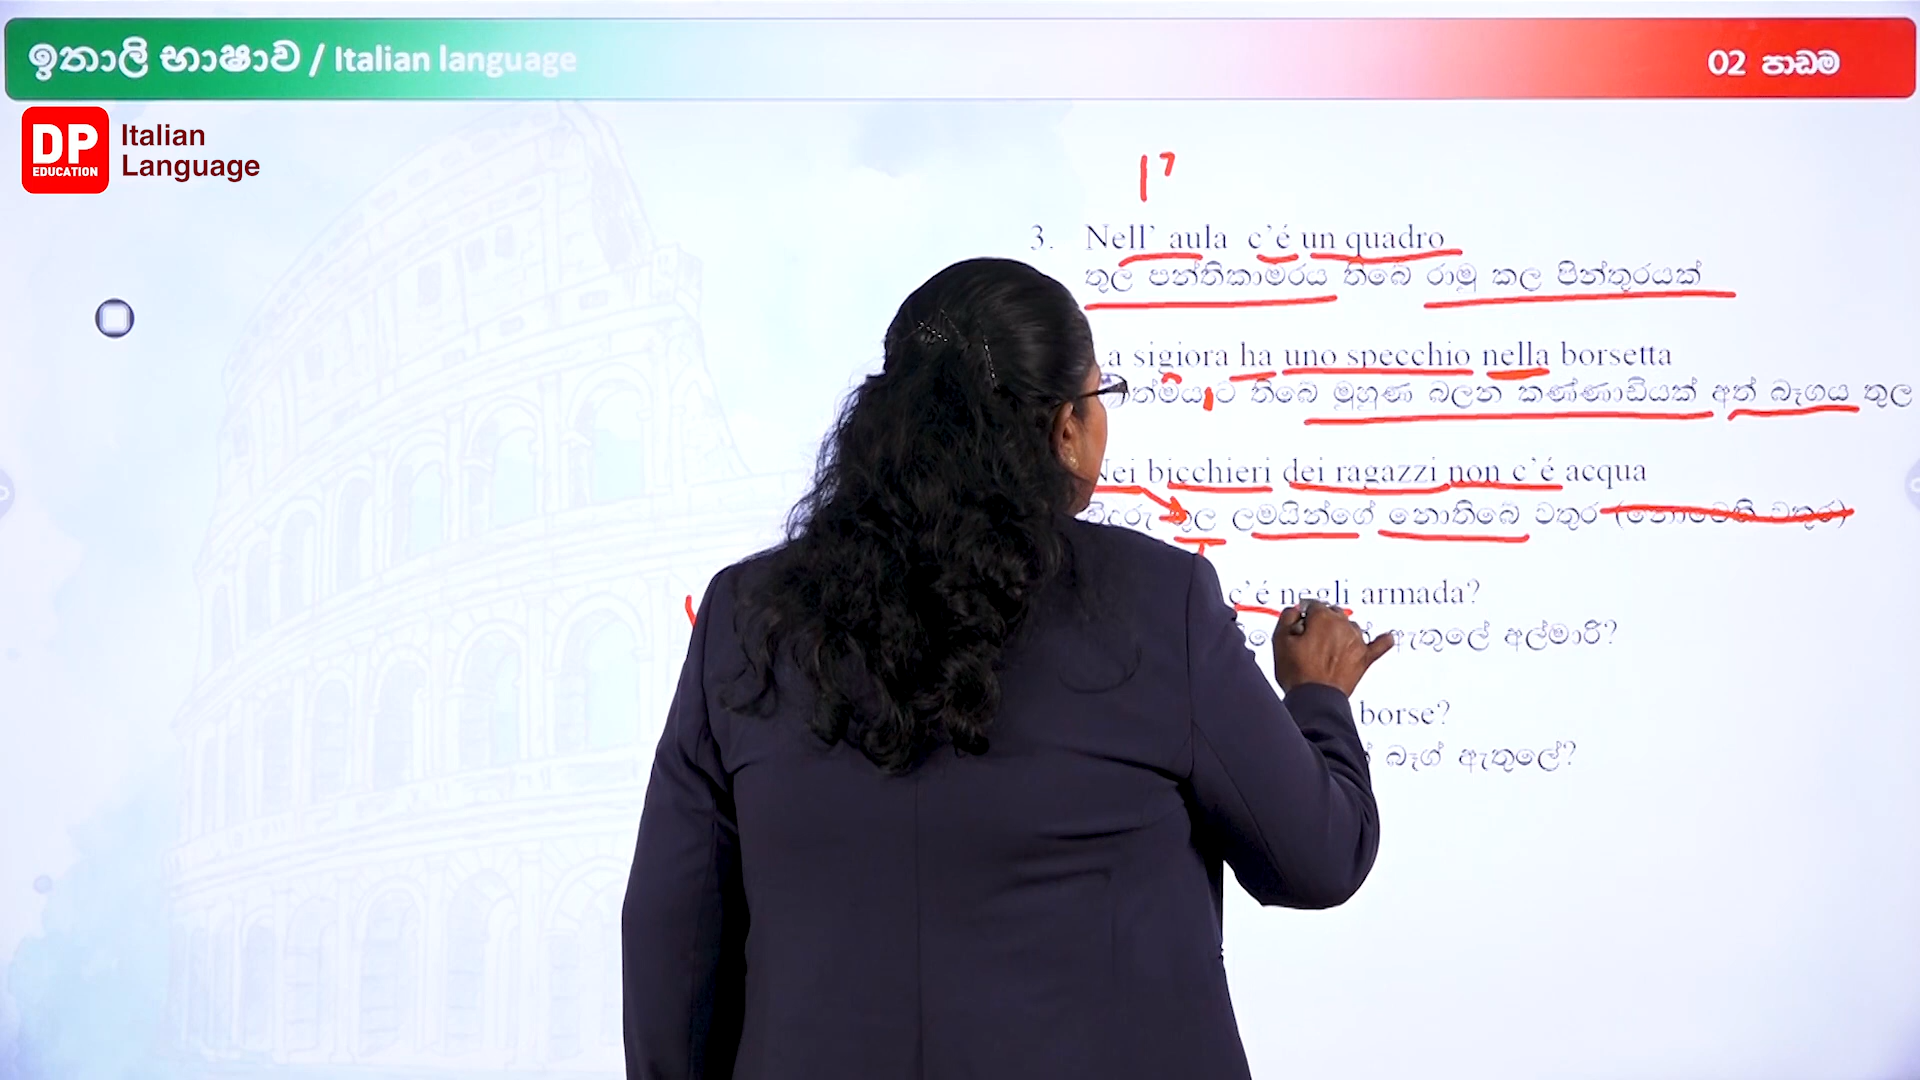 ඉතාලි භාෂාව / Italian language
02 පාඩම
DP
EDUCATION
Italian
Language
3. Nell' aula c'é un quadro
තුල පන්තිකාමරය තිබේ රාමු කල පින්තුරයක්
sigiora ha uno specchio nella borsetta
තිබේ මුහුණ බලන කණ්ණාඩියක් අත් බෑගය තුල
Nei bicchieri dei ragazzi non c'é acqua
විදුරු තුල ළමයින්ගේ නොතිබේ වතුර
c'é negli armada?
ඇතුලේ අල්මාරි?
borse?
බෑග් ඇතුලේ?